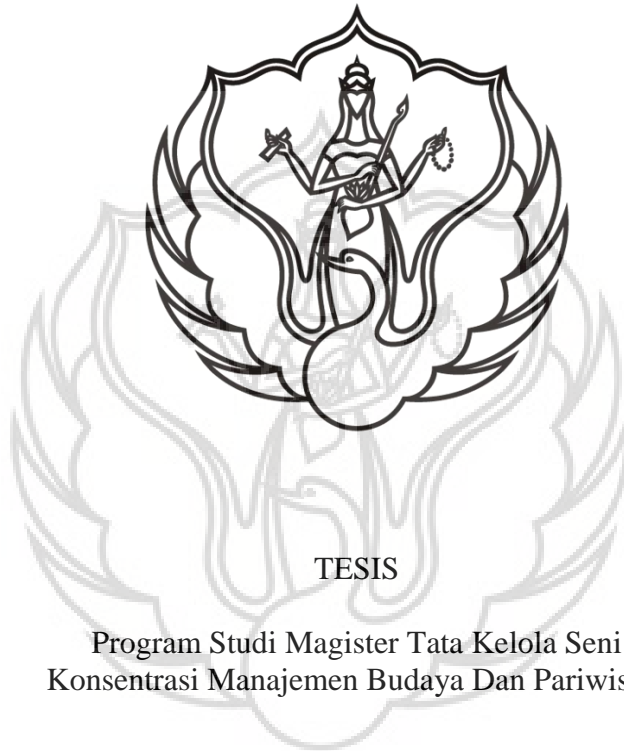 TESIS
Program Studi Magister Tata Kelola Seni
Konsentrasi Manajemen Budaya Dan Pariwis